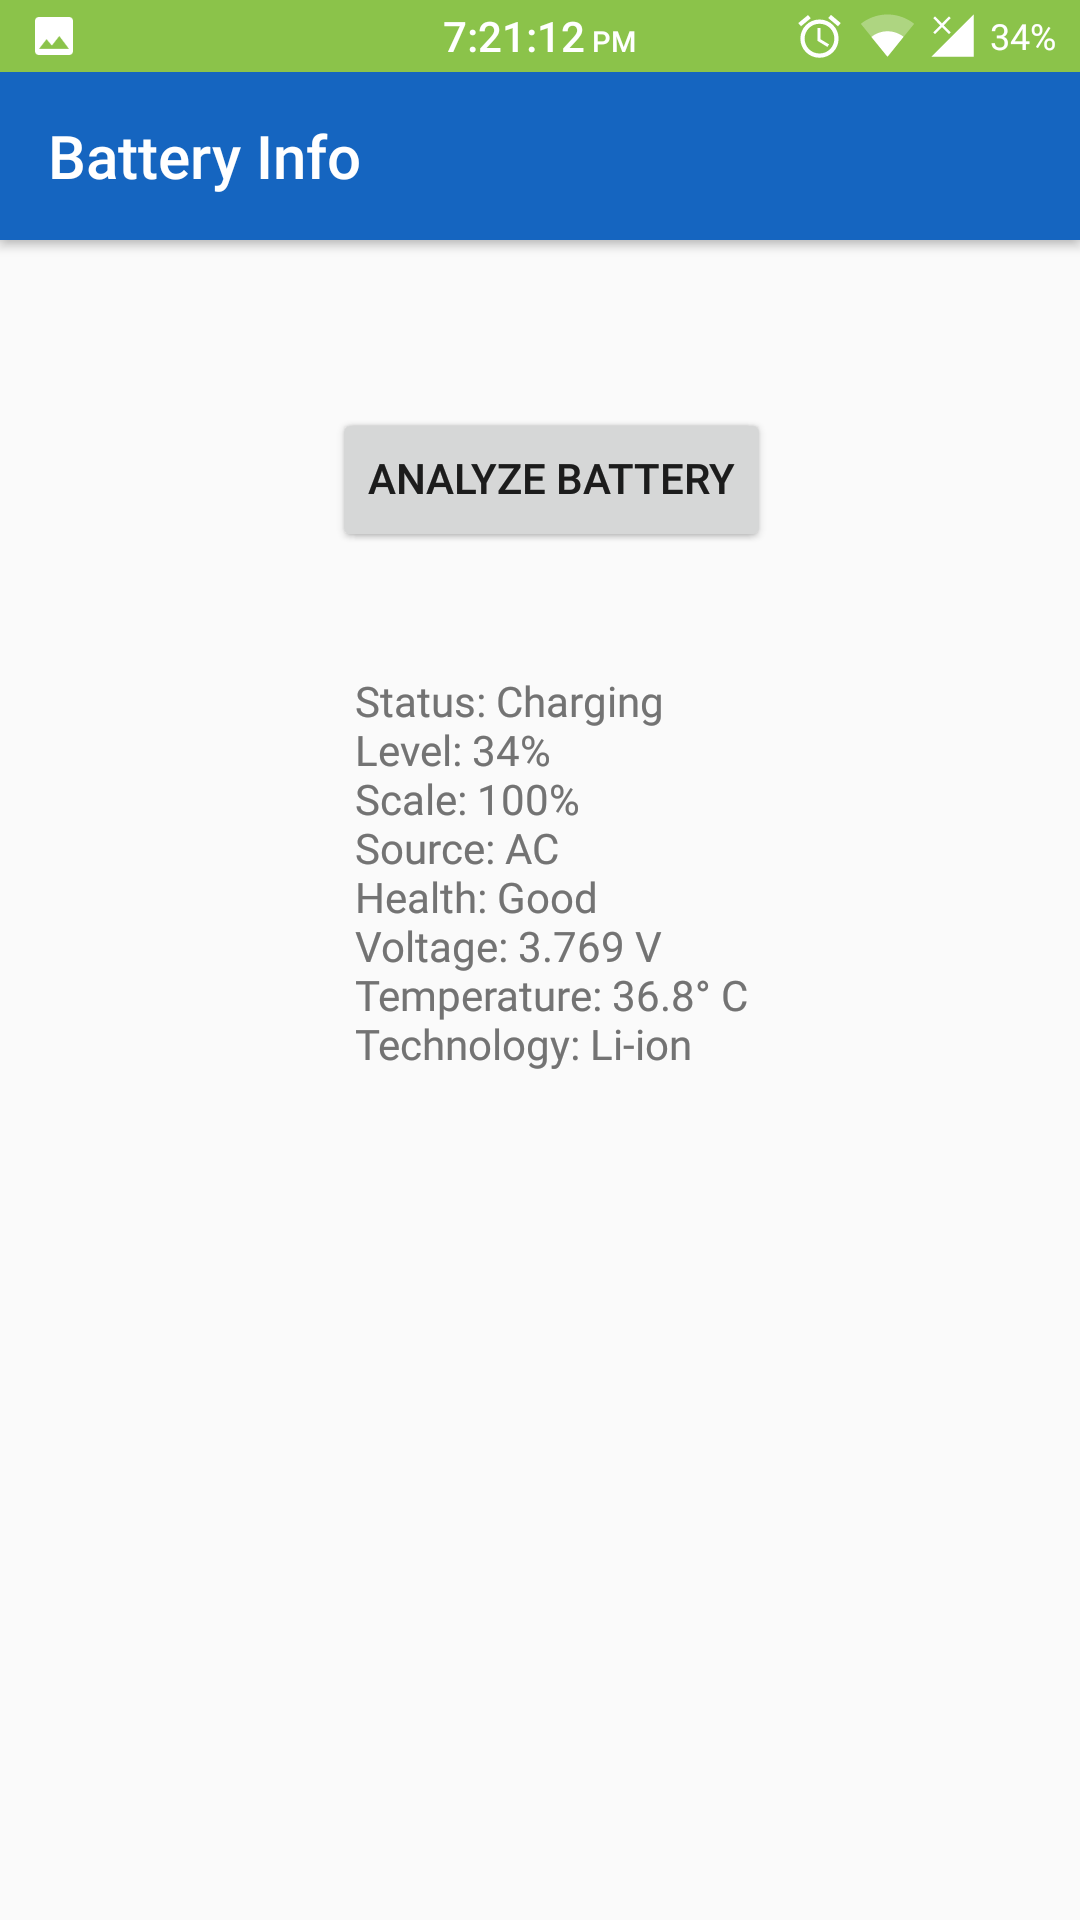 7:21:12 PM 34%
Battery Info
ANALYZE BATTERY
Status: Charging
Level: 34%
Scale: 100%
Source: AC
Health: Good
Voltage: 3.769 V
Temperature: 36.8° C
Technology: Li-ion